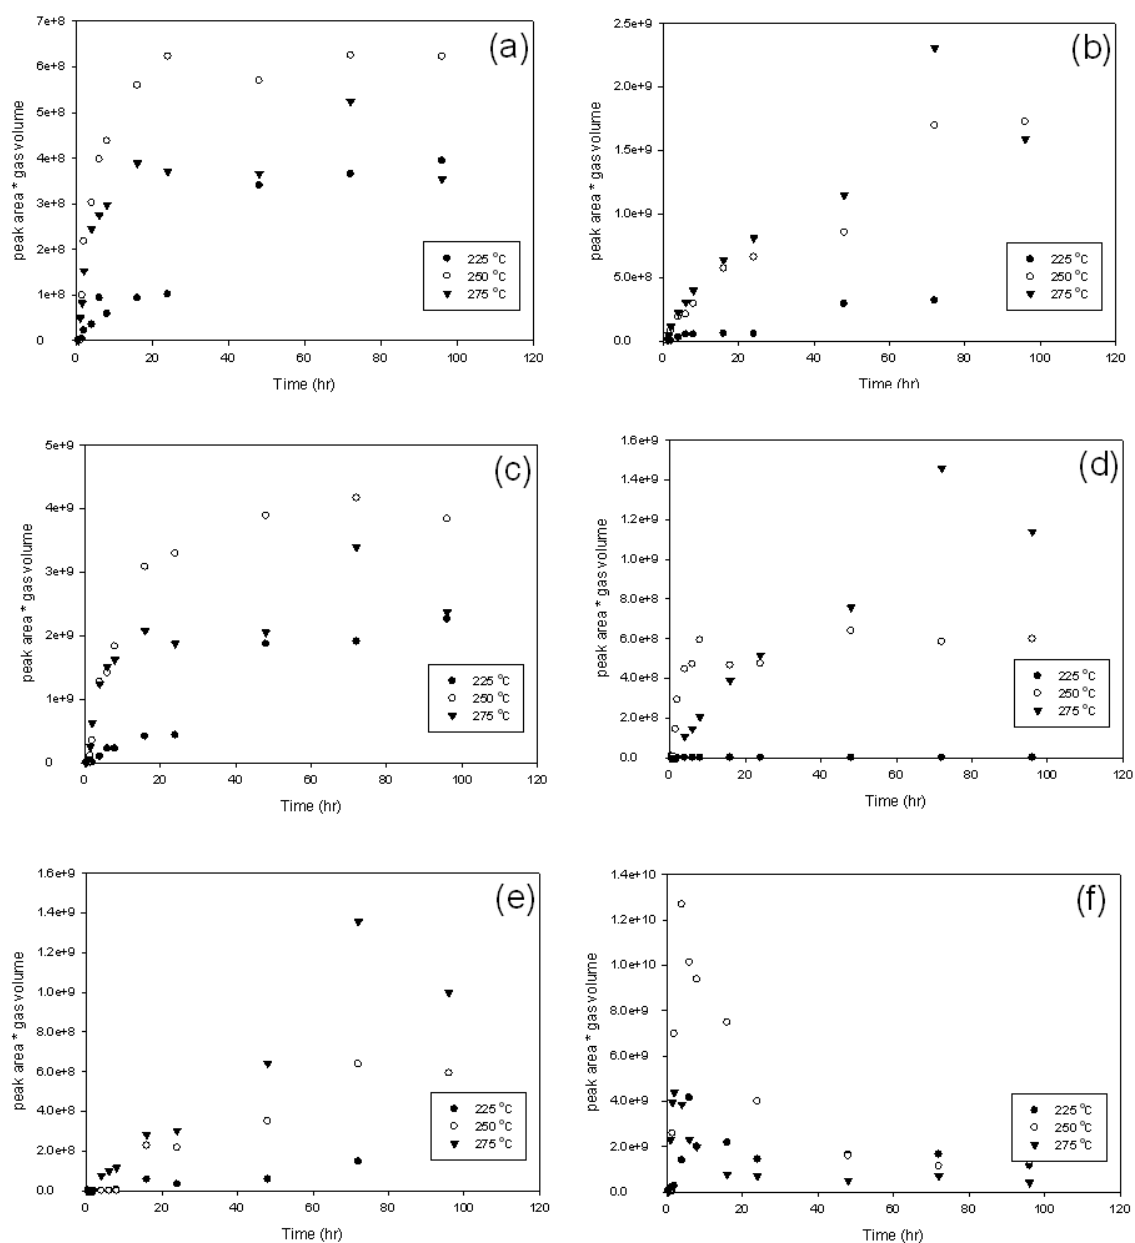 (a)
peak area * gas volume
7e+8
6e+8
5e+8
4e+8
3e+8
2e+8
1e+8
0
0 20 40 60 80 100 120
Time (hr)
225 °C
250 °C
275 °C
(b)
peak area * gas volume
2.5e+9
2.0e+9
1.5e+9
1.0e+9
5.0e+8
0.0
0 20 40 60 80 100 120
Time (hr)
225 °C
250 °C
275 °C
(c)
peak area * gas volume
5e+9
4e+9
3e+9
2e+9
1e+9
0
0 20 40 60 80 100 120
Time (hr)
225 °C
250 °C
275 °C
(d)
peak area * gas volume
1.6e+9
1.4e+9
1.2e+9
1.0e+9
8.0e+8
6.0e+8
4.0e+8
2.0e+8
0.0
0 20 40 60 80 100 120
Time (hr)
225 °C
250 °C
275 °C
(e)
peak area * gas volume
1.6e+9
1.4e+9
1.2e+9
1.0e+9
8.0e+8
6.0e+8
4.0e+8
2.0e+8
0.0
0 20 40 60 80 100 120
Time (hr)
225 °C
250 °C
275 °C
(f)
peak area * gas volume
1.4e+10
1.2e+10
1.0e+10
8.0e+9
6.0e+9
4.0e+9
2.0e+9
0.0
0 20 40 60 80 100 120
Time (hr)
225 °C
250 °C
275 °C